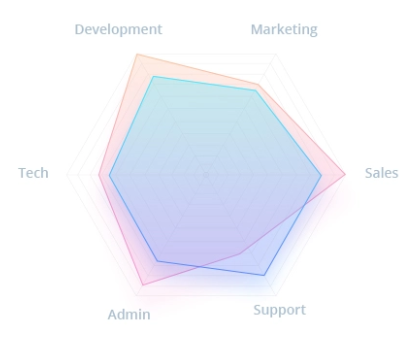 Development
Marketing
Tech
Sales
Admin
Support